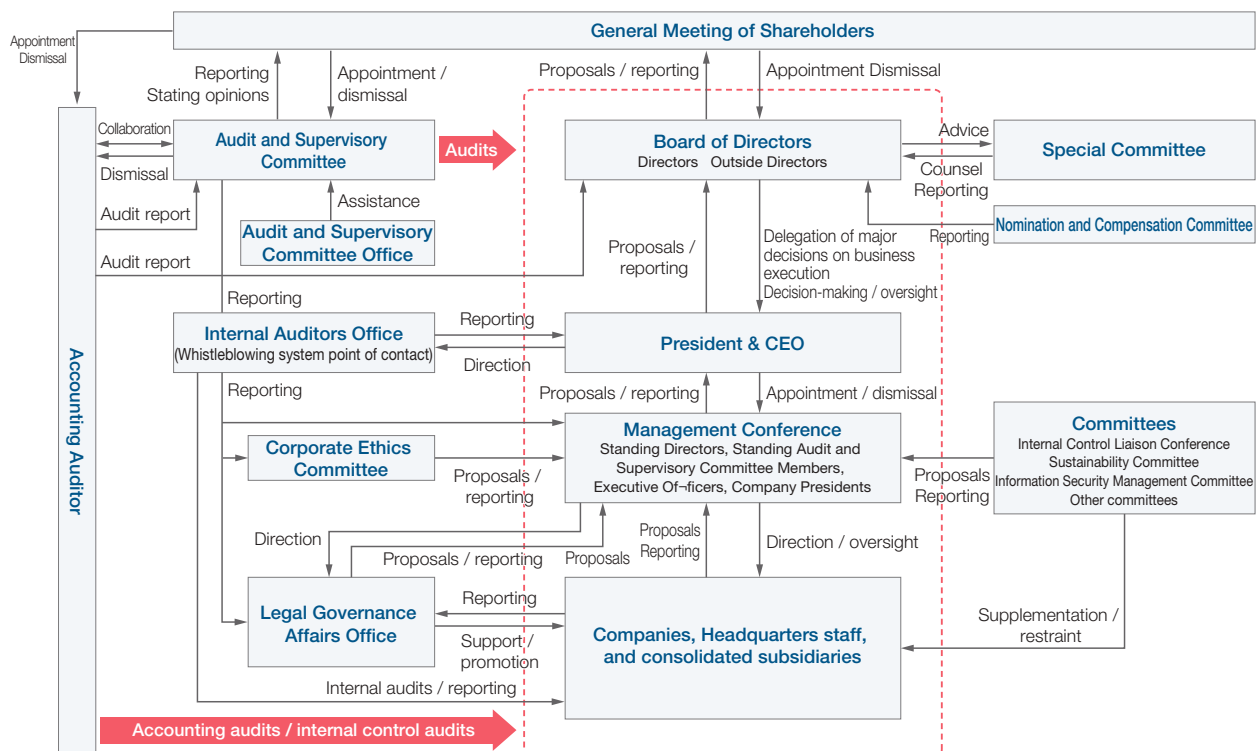 General Meeting of Shareholders
Appointment
Dismissal
Reporting
Stating opinions
Appointment /
dismissal
Proposals / reporting
Appointment Dismissal
Collaboration
Dismissal
Audit and Supervisory
Committee
Audits
Board of Directors
Directors Outside Directors
Advice
Counsel
Reporting
Special Committee
Audit report
Assistance
Audit and Supervisory
Committee Office
Reporting
Nomination and Compensation Committee
Audit report
Proposals /
reporting
Delegation of major
decisions on business
execution
Decision-making / oversight
Reporting
Internal Auditors Office
(Whistleblowing system point of contact)
Reporting
Direction
President & CEO
Accounting Auditor
Reporting
Proposals / reporting
Appointment / dismissal
Corporate Ethics
Committee
Proposals /
reporting
Management Conference
Standing Directors, Standing Audit and
Supervisory Committee Members,
Executive Of¬ficers, Company Presidents
Proposals
Reporting
Committees
Internal Control Liaison Conference
Sustainability Committee
Information Security Management Committee
Other committees
Direction
Proposals / reporting
Proposals
Proposals
Reporting
Direction / oversight
Legal Governance
Affairs Office
Reporting
Support /
promotion
Companies, Headquarters staff,
and consolidated subsidiaries
Supplementation /
restraint
Internal audits / reporting
Accounting audits / internal control audits